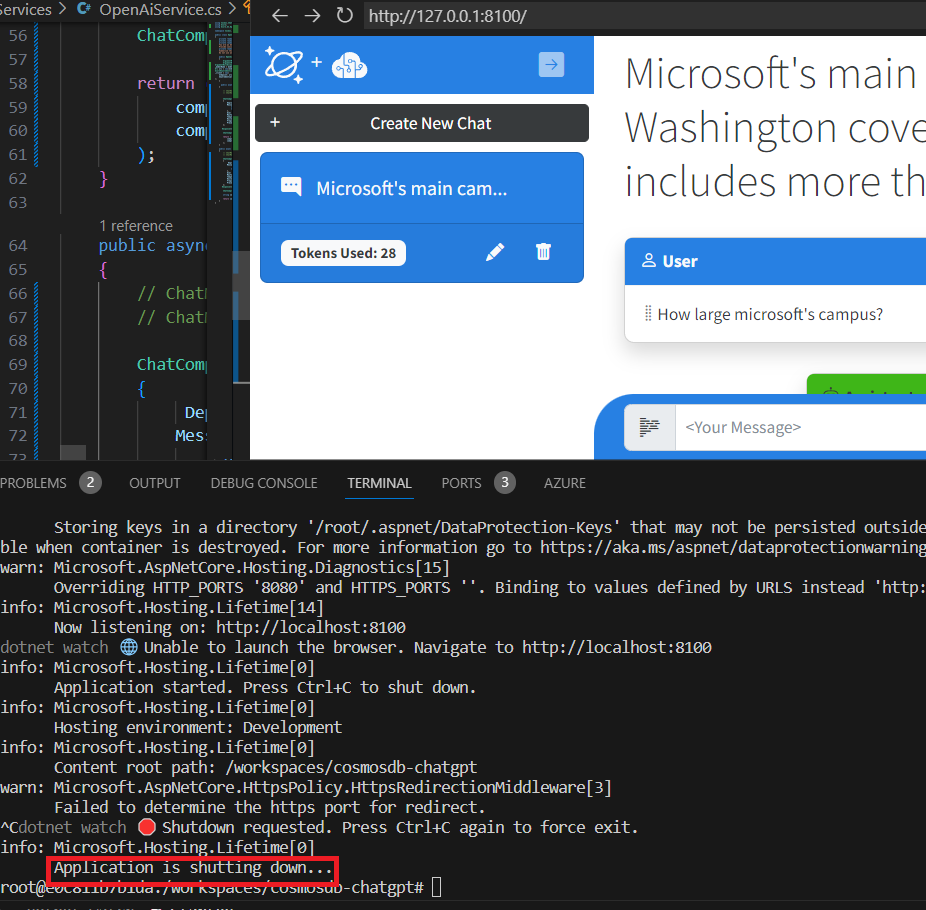 Services > C# OpenAiService.cs >
http://127.0.0.1:8100/
56 ChatComp
57
58 return
59 comp
60 comp
61 );
62 }
63
1 reference
64 public async
65 {
66 // ChatM
67 // ChatM
68
69 ChatComp
70 {
71 Dep
72 Mess
73
+
+ Create New Chat
Microsoft's main cam...
Tokens Used: 28
Microsoft's main
Washington cove
includes more th
User
How large microsoft's campus?
<Your Message>
PROBLEMS 2 OUTPUT DEBUG CONSOLE TERMINAL PORTS 3 AZURE
Storing keys in a directory '/root/.aspnet/DataProtection-Keys' that may not be persisted outside
ble when container is destroyed. For more information go to https://aka.ms/aspnet/dataprotectionwarning
warn: Microsoft.AspNetCore.Hosting.Diagnostics[15]
Overriding HTTP_PORTS '8080' and HTTPS_PORTS ''. Binding to values defined by URLS instead 'http:
info: Microsoft.Hosting.Lifetime[14]
Now listening on: http://localhost:8100
dotnet watch 🌐 Unable to launch the browser. Navigate to http://localhost:8100
info: Microsoft.Hosting.Lifetime[0]
Application started. Press Ctrl+C to shut down.
info: Microsoft.Hosting.Lifetime[0]
Hosting environment: Development
info: Microsoft.Hosting.Lifetime[0]
Content root path: /workspaces/cosmosdb-chatgpt
warn: Microsoft.AspNetCore.HttpsPolicy.HttpsRedirectionMiddleware[3]
Failed to determine the https port for redirect.
^Cdotnet watch 🛑 Shutdown requested. Press Ctrl+C again to force exit.
info: Microsoft.Hosting.Lifetime[0]
Application is shutting down...
/workspaces/cosmosdb-chatgpt#